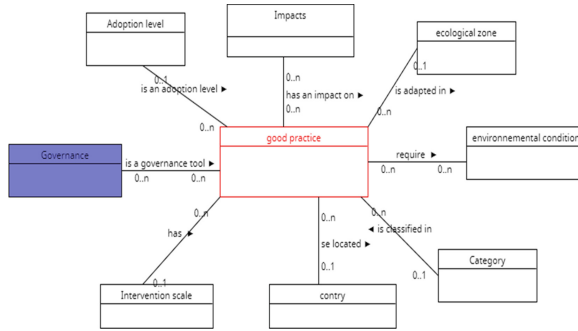 Impacts
Adoption level
ecological zone
0..1
0..n
0..1
is an adoption level ►
has an impact on ►
is adapted in ►
0..n
0..n
0..n
good practice
environnemental condition
Governance
is a governance tool ►
require ►
0..n
0..n
0..n
0..n
0..n
0..n
0..n
has ►
◄ is classified in
se located ►
0..1
0..1
0..1
Category
Intervention scale
contry